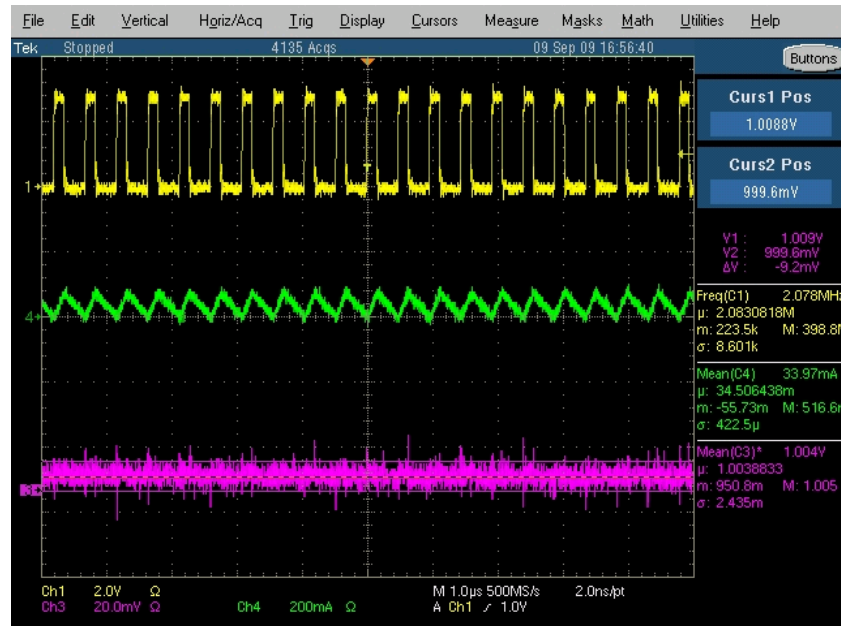 File Edit Vertical Horiz/Acq Trig Display Cursors Measure Masks Math Utilities Help
Tek Stopped 4135 Acqs 09 Sep 09 16:56:40
Buttons
Curs1 Pos
1.0088V
Curs2 Pos
999.6mV
V1 : 1.009V
V2 : 999.6mV
ΔV : -9.2mV
Freq(C1) 2.078MHz
µ: 2.0830818M
m: 223.5k M: 398.8M
σ: 8.601k
Mean(C4) 33.97mA
µ: 34.506438m
m: -55.73m M: 516.6m
σ: 422.5µ
Mean(C3)* 1.004V
µ: 1.0038833
m: 950.8m M: 1.005
σ: 2.435m
1
4
3
Ch1 2.0V Ω M 1.0µs 500MS/s 2.0ns/pt
Ch3 20.0mV Ω Ch4 200mA Ω A Ch1 ∕ 1.0V